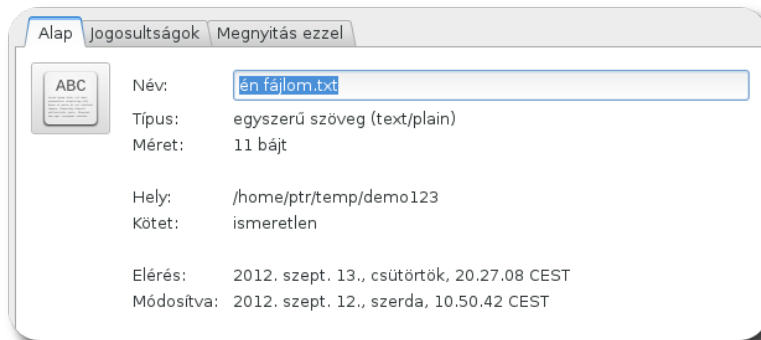 Alap Jogosultságok Megnyitás ezzel
ABC
Név: én fájlom.txt
Típus: egyszerű szöveg (text/plain)
Méret: 11 bájt
Hely: /home/ptr/temp/demo123
Kötet: ismeretlen
Elérés: 2012. szept. 13., csütörtök, 20.27.08 CEST
Módosítva: 2012. szept. 12., szerda, 10.50.42 CEST